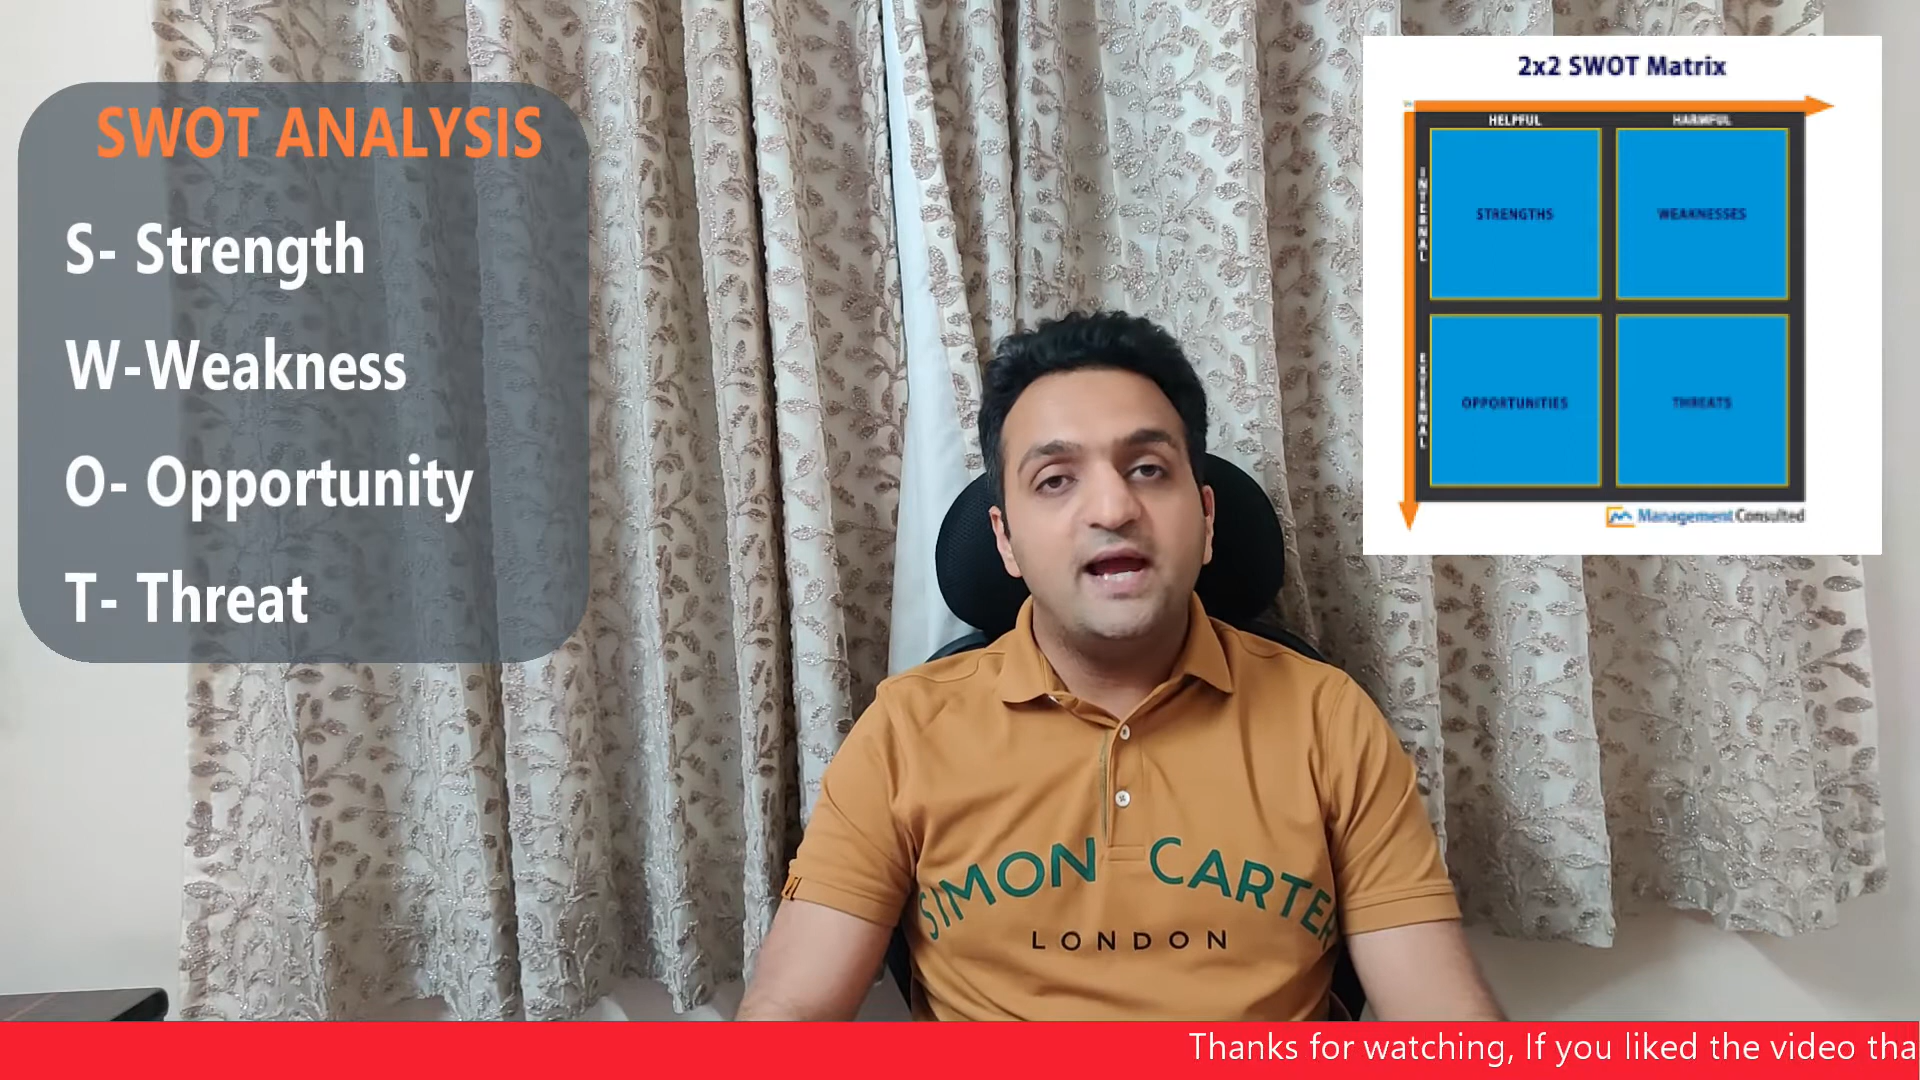 SWOT ANALYSIS
S- Strength
W-Weakness
O- Opportunity
T- Threat
2x2 SWOT Matrix
HELPFUL HARMFUL
INTERNAL
STRENGTHS WEAKNESSES
EXTERNAL
OPPORTUNITIES THREATS
Management Consulted
SIMON CARTER
LONDON
Thanks for watching, If you liked the video tha